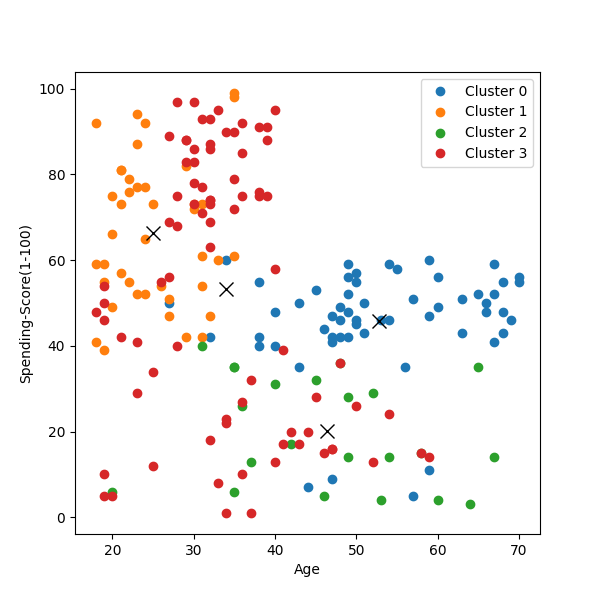 Cluster 0
Cluster 1
Cluster 2
Cluster 3
100
80
60
40
20
0
Spending-Score(1-100)
20 30 40 50 60 70
Age